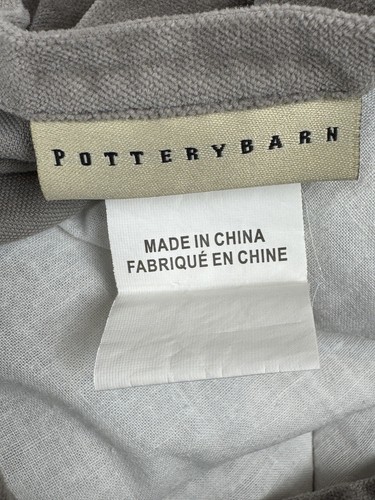 POTTERYBARN
MADE IN CHINA
FABRIQUÉ EN CHINE